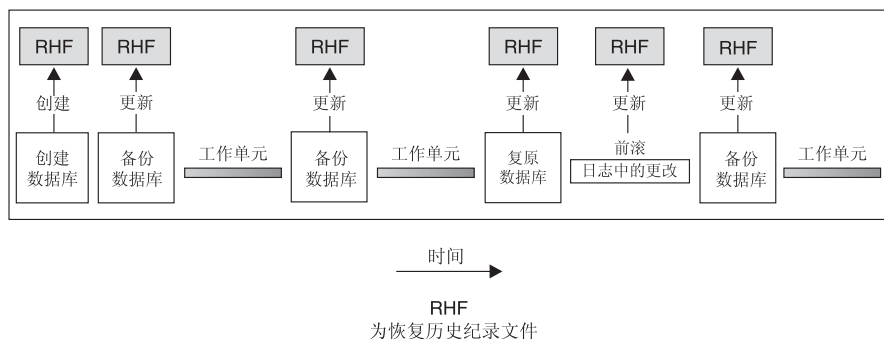 RHF
RHF
RHF
RHF
RHF
RHF
创建
更新
更新
更新
更新
更新
创建
数据库
备份
数据库
工作单元
备份
数据库
工作单元
复原
数据库
前滚
日志中的更改
备份
数据库
工作单元
时间
RHF
为恢复历史纪录文件